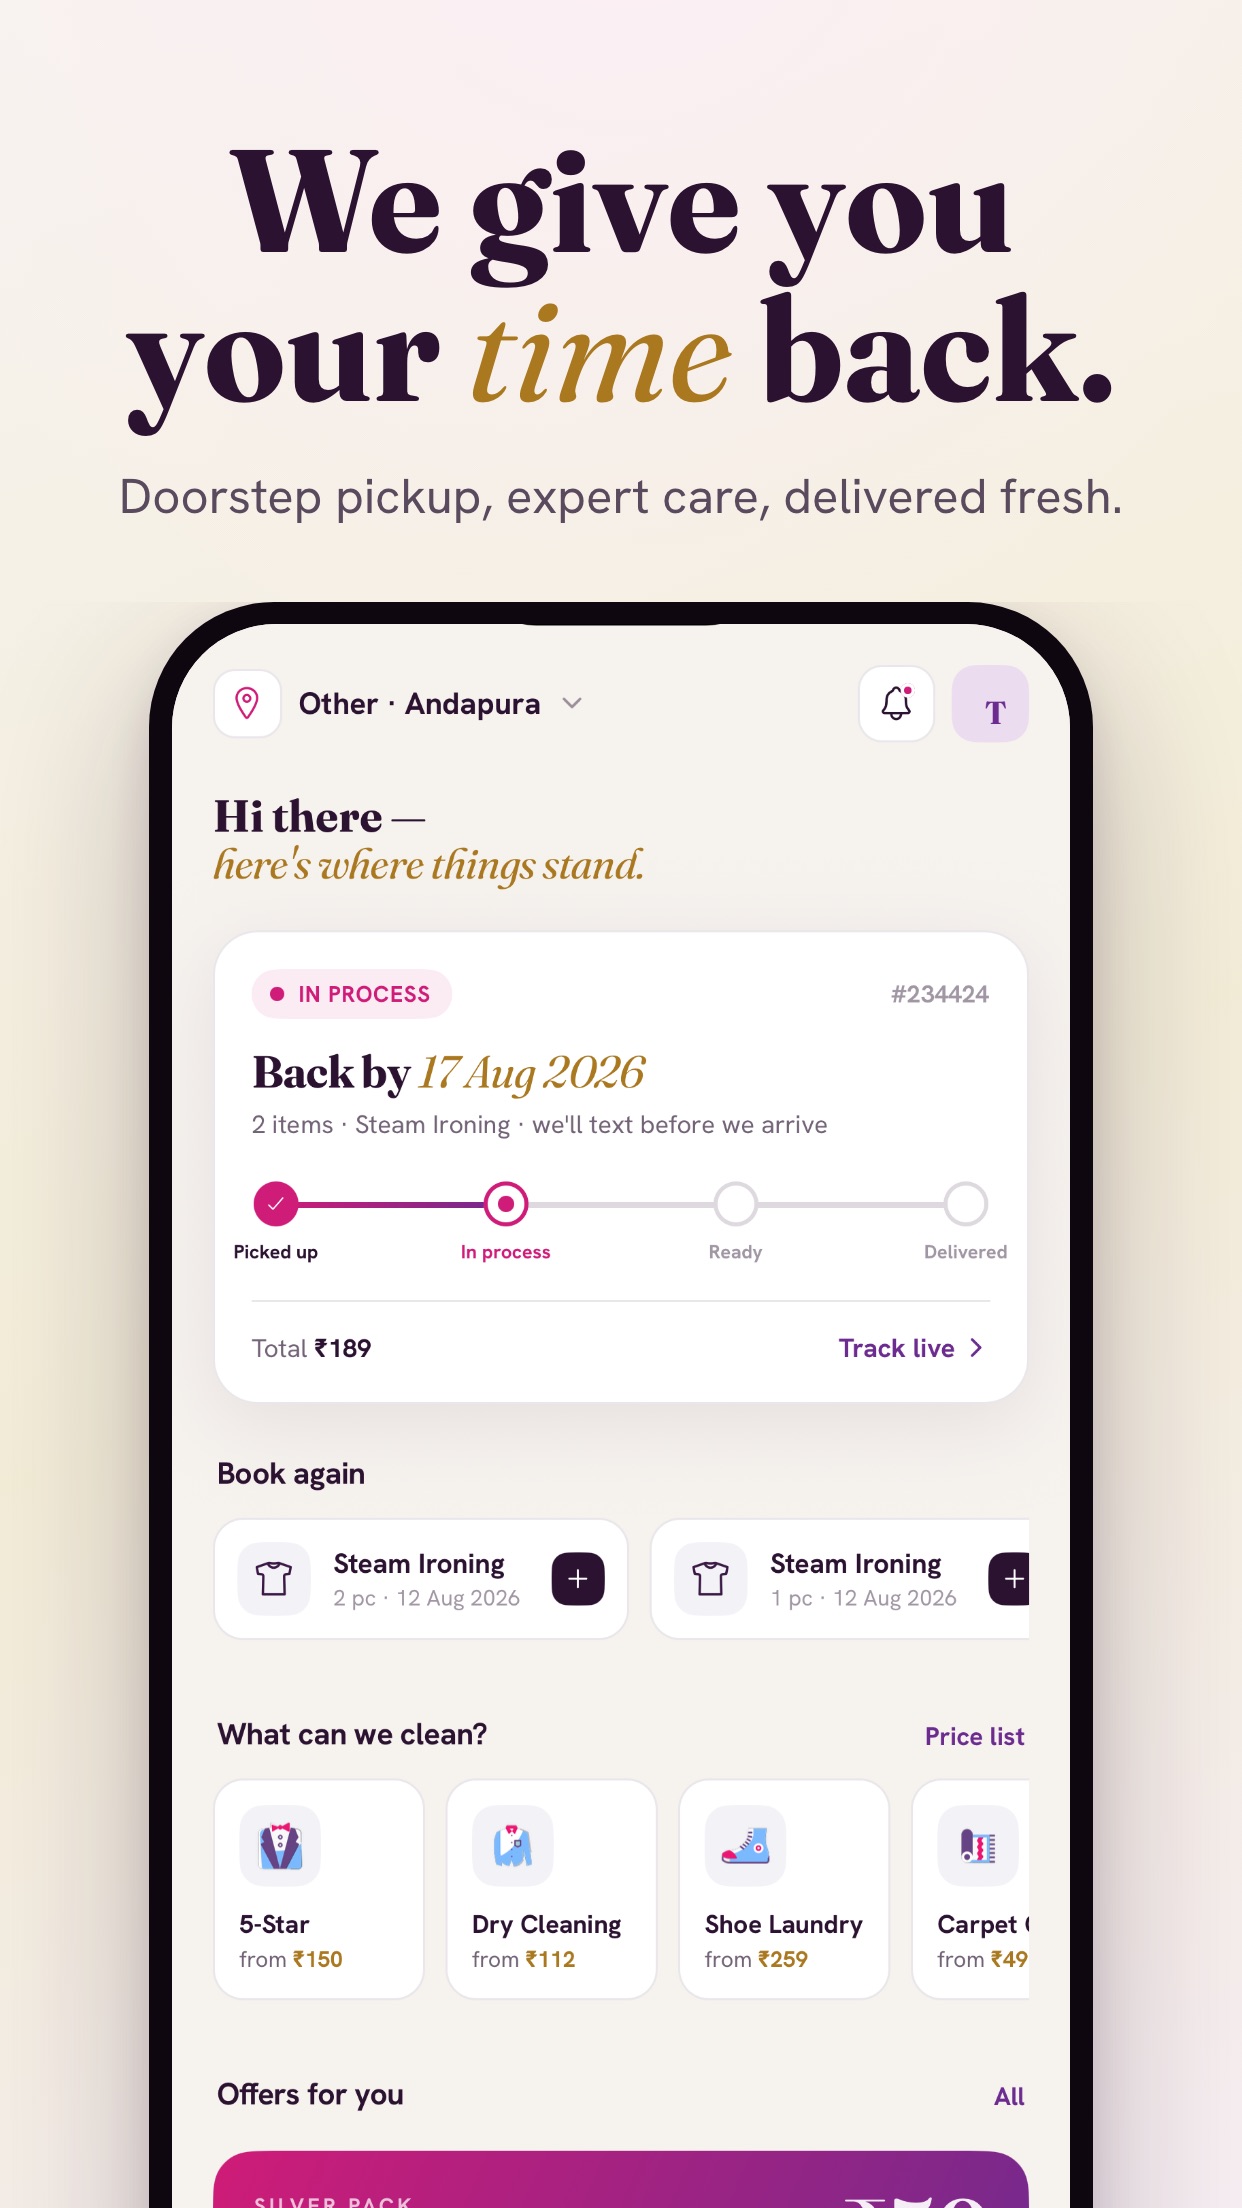 We give you
your time back.
Doorstep pickup, expert care, delivered fresh.
Other · Andapura
T
Hi there —
here's where things stand.
IN PROCESS
#234424
Back by 17 Aug 2026
2 items · Steam Ironing · we'll text before we arrive
Picked up
In process
Ready
Delivered
Total ₹189
Track live
Book again
Steam Ironing
2 pc · 12 Aug 2026
Steam Ironing
1 pc · 12 Aug 2026
What can we clean?
Price list
5-Star
from ₹150
Dry Cleaning
from ₹112
Shoe Laundry
from ₹259
Carpet
from ₹49
Offers for you
All
SILVER PACK